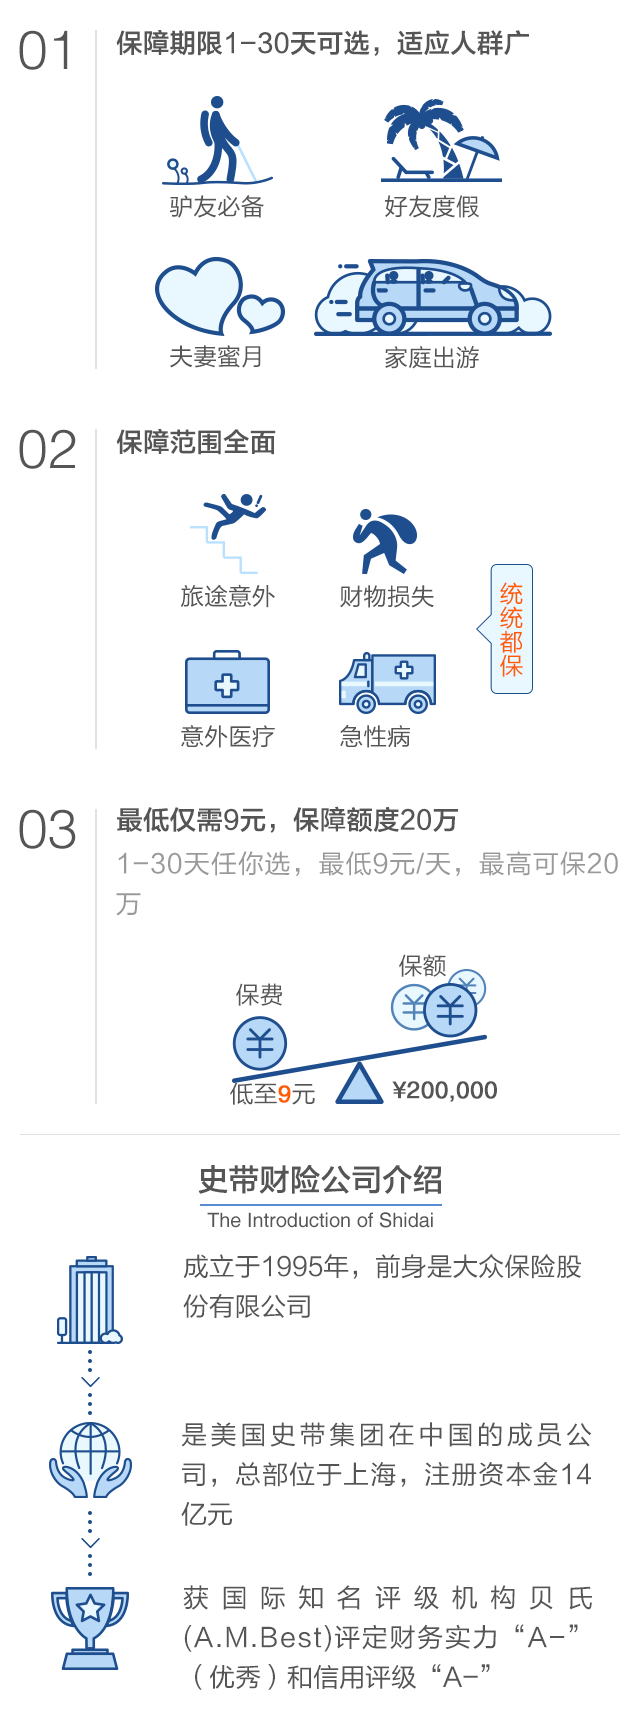 01
保障期限1-30天可选，适应人群广
驴友必备
好友度假
夫妻蜜月
家庭出游
02
保障范围全面
旅途意外
财物损失
意外医疗
急性病
统统都保
03
最低仅需9元，保障额度20万
1-30天任你选，最低9元/天，最高可保20
万
保费
保额
低至9元
¥200,000
史带财险公司介绍
The Introduction of Shidai
成立于1995年，前身是大众保险股
份有限公司
是美国史带集团在中国的成员公
司，总部位于上海，注册资本金14
亿元
获国际知名评级机构贝氏
(A.M.Best)评定财务实力“A-”
（优秀）和信用评级“A-”